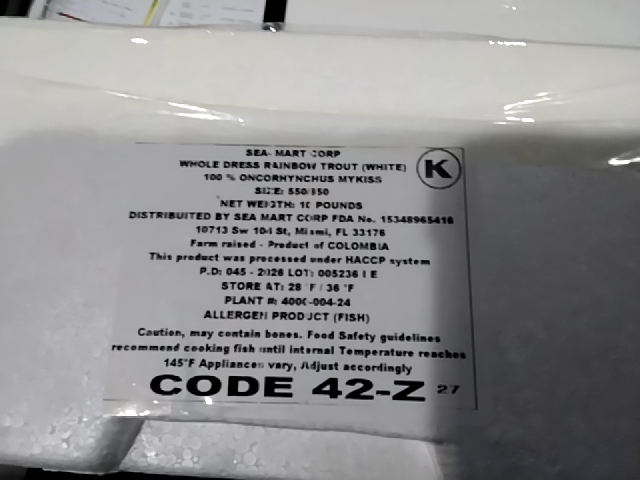 SEA- MART CORP
WHOLE DRESS RAINBOW TROUT (WHITE)
K
100 % ONCORHYNCHUS MYKISS
SIZE: 550/850
NET WEIGTH: 10 POUNDS
DISTRIBUITED BY SEA MART CORP FDA No. 15348965418
10713 Sw 104 St, Miami, FL 33176
Farm raised - Product of COLOMBIA
This product was processed under HACCP system
P.D: 045 - 2026 LOT: 005236 I E
STORE AT: 28 °F / 36 °F
PLANT #: 4000-004-24
ALLERGEN PRODUCT (FISH)
Caution, may contain bones. Food Safety guidelines
recommend cooking fish until internal Temperature reaches
145°F Appliances vary, Adjust accordingly
CODE 42-Z 27